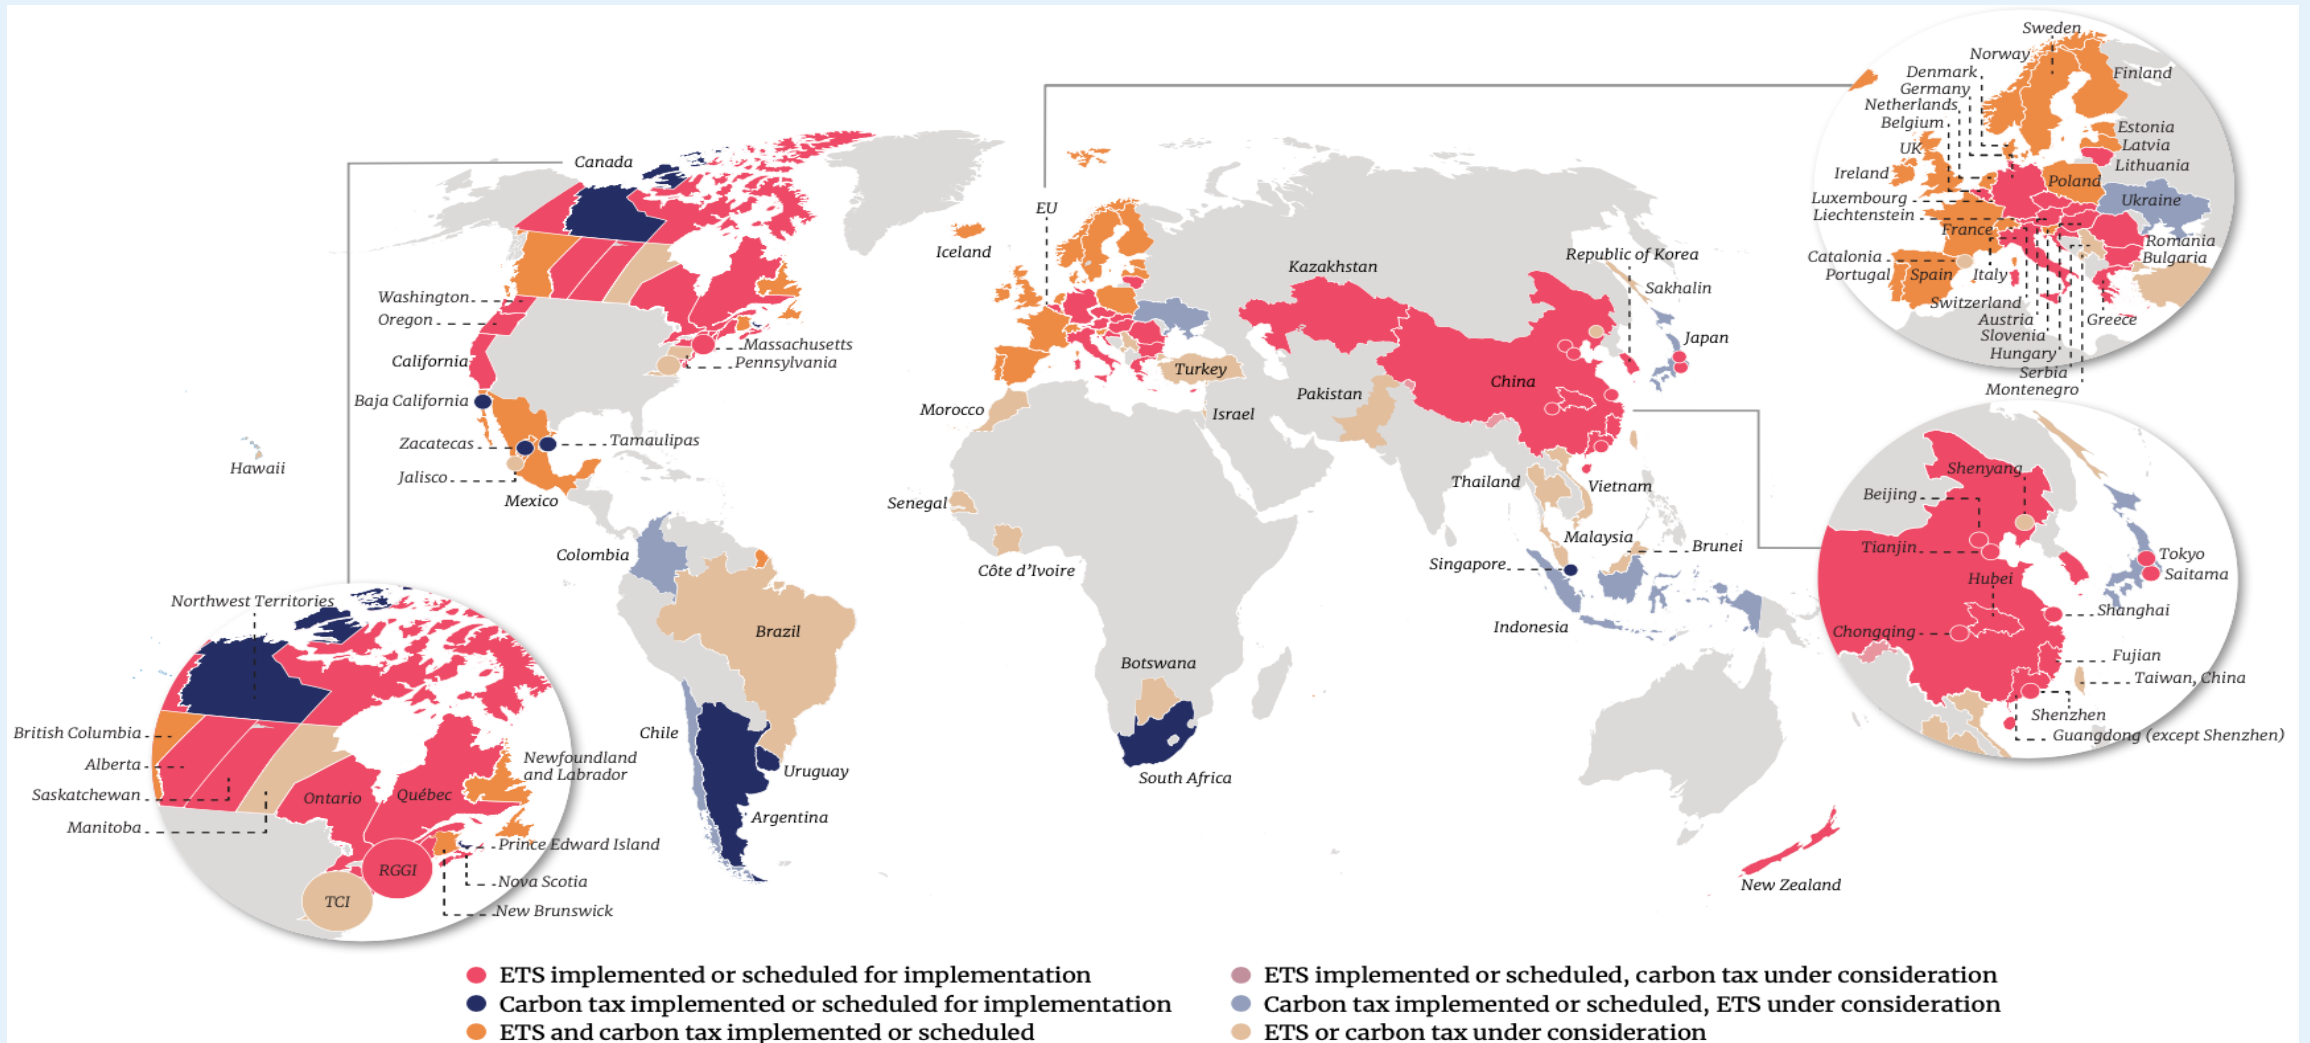 Canada
Washington
Oregon
California
Baja California
Zacatecas
Jalisco
Mexico
Tamaulipas
Massachusetts
Pennsylvania
Hawaii
Colombia
Brazil
Chile
Uruguay
Argentina
Iceland
EU
Morocco
Senegal
Côte d'Ivoire
Botswana
South Africa
Turkey
Israel
Kazakhstan
Pakistan
China
Republic of Korea
Sakhalin
Japan
Thailand
Vietnam
Malaysia
Brunei
Singapore
Indonesia
New Zealand
Sweden
Norway
Denmark
Germany
Netherlands
Belgium
UK
Ireland
Luxembourg
Liechtenstein
France
Catalonia
Portugal
Spain
Italy
Switzerland
Austria
Slovenia
Hungary
Serbia
Montenegro
Greece
Finland
Estonia
Latvia
Lithuania
Poland
Ukraine
Romania
Bulgaria
Shenyang
Beijing
Tianjin
Hubei
Chongqing
Tokyo
Saitama
Shanghai
Fujian
Taiwan, China
Shenzhen
Guangdong (except Shenzhen)
Northwest Territories
British Columbia
Alberta
Saskatchewan
Manitoba
Ontario
Québec
Newfoundland
and Labrador
Prince Edward Island
Nova Scotia
New Brunswick
RGGI
TCI
ETS implemented or scheduled for implementation
Carbon tax implemented or scheduled for implementation
ETS and carbon tax implemented or scheduled
ETS implemented or scheduled, carbon tax under consideration
Carbon tax implemented or scheduled, ETS under consideration
ETS or carbon tax under consideration